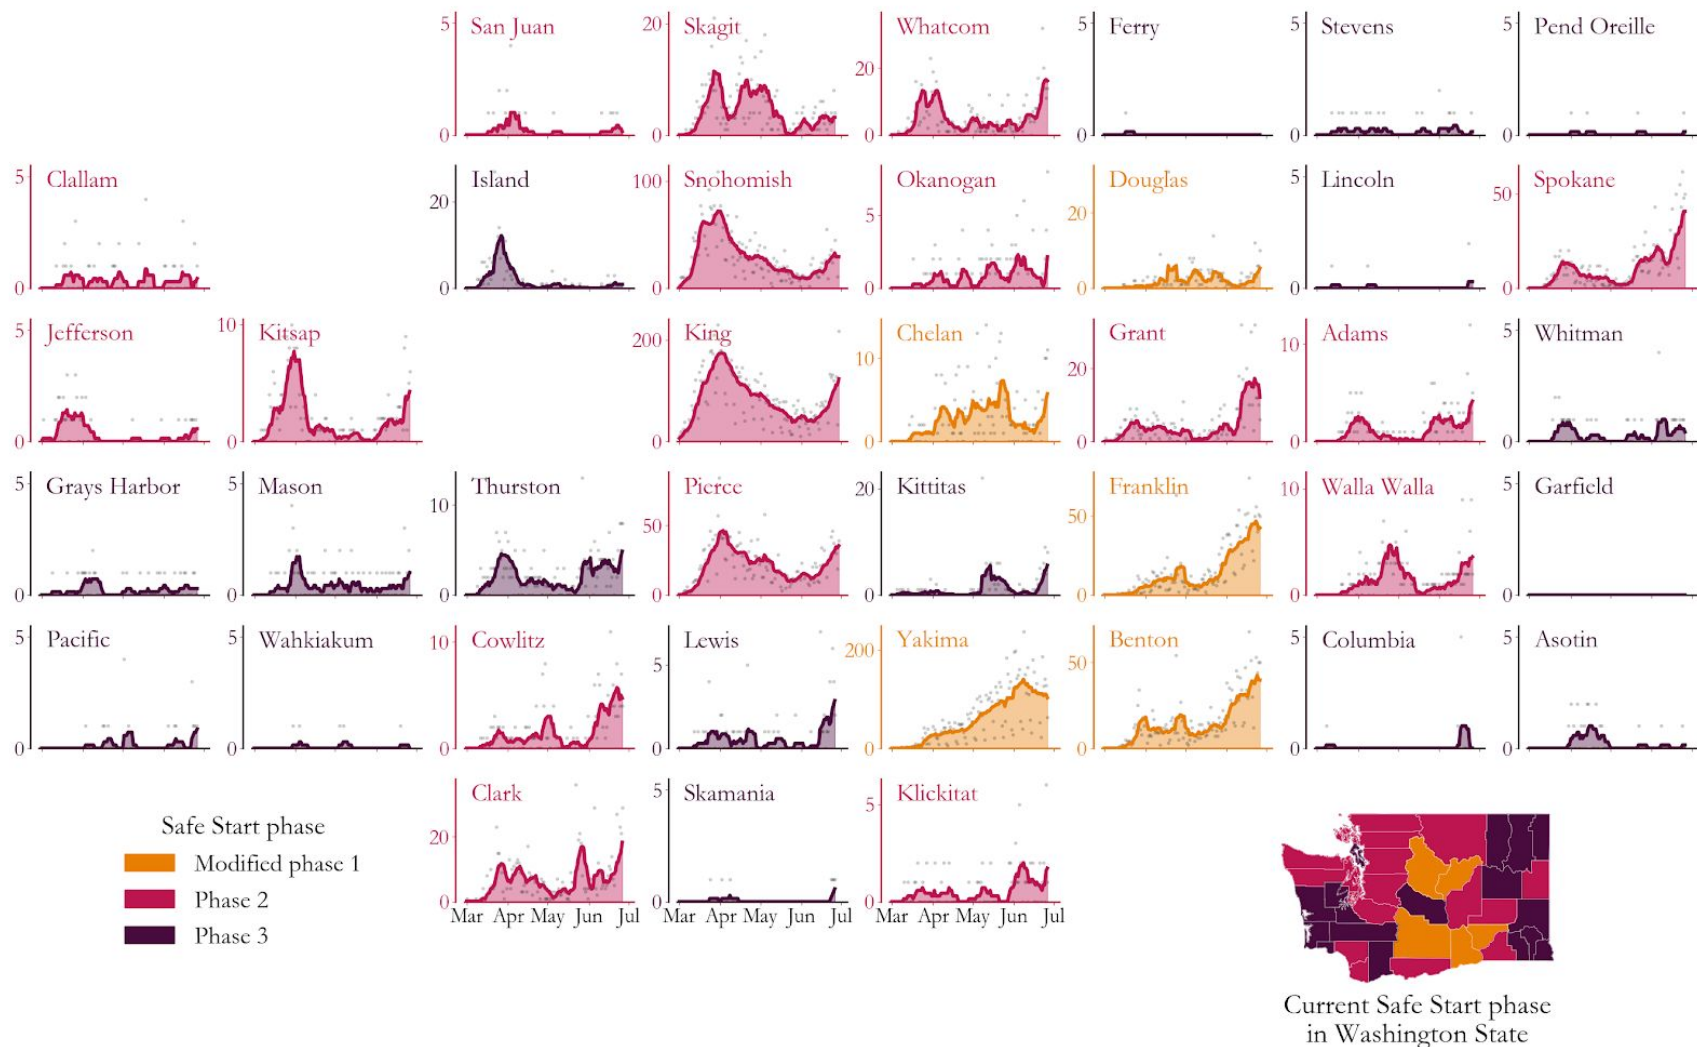 San Juan
5
0
Skagit
20
0
Whatcom
20
0
Ferry
5
0
Stevens
5
0
Pend Oreille
5
0
Clallam
5
0
Island
20
0
Snohomish
100
0
Okanogan
5
0
Douglas
20
0
Lincoln
5
0
Spokane
50
0
Jefferson
5
0
Kitsap
10
0
King
200
0
Chelan
10
0
Grant
20
0
Adams
10
0
Whitman
5
0
Grays Harbor
5
0
Mason
5
0
Thurston
10
0
Pierce
50
0
Kittitas
20
0
Franklin
50
0
Walla Walla
10
0
Garfield
5
0
Pacific
5
0
Wahkiakum
5
0
Cowlitz
10
0
Lewis
5
0
Yakima
200
0
Benton
50
0
Columbia
5
0
Asotin
5
0
Clark
20
0
Mar Apr May Jun Jul
Skamania
5
0
Mar Apr May Jun Jul
Klickitat
5
0
Mar Apr May Jun Jul
Safe Start phase
Modified phase 1
Phase 2
Phase 3
Current Safe Start phase
in Washington State